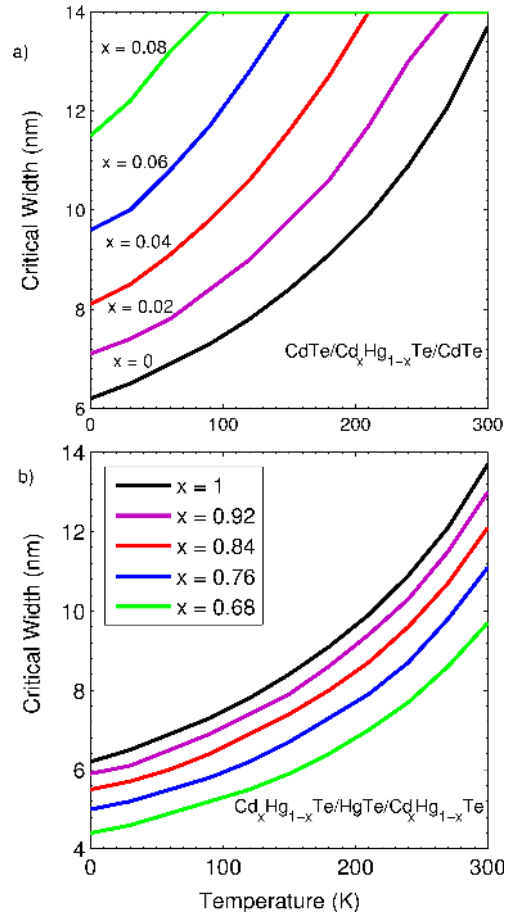 a)
Critical Width (nm)
14
12
10
8
6
x = 0.08
x = 0.06
x = 0.04
x = 0.02
x = 0
CdTe/CdₓHg₁₋ₓTe/CdTe
0 100 200 300
b)
Critical Width (nm)
14
12
10
8
6
4
x = 1
x = 0.92
x = 0.84
x = 0.76
x = 0.68
CdₓHg₁₋ₓTe/HgTe/CdₓHg₁₋ₓTe
0 100 200 300
Temperature (K)